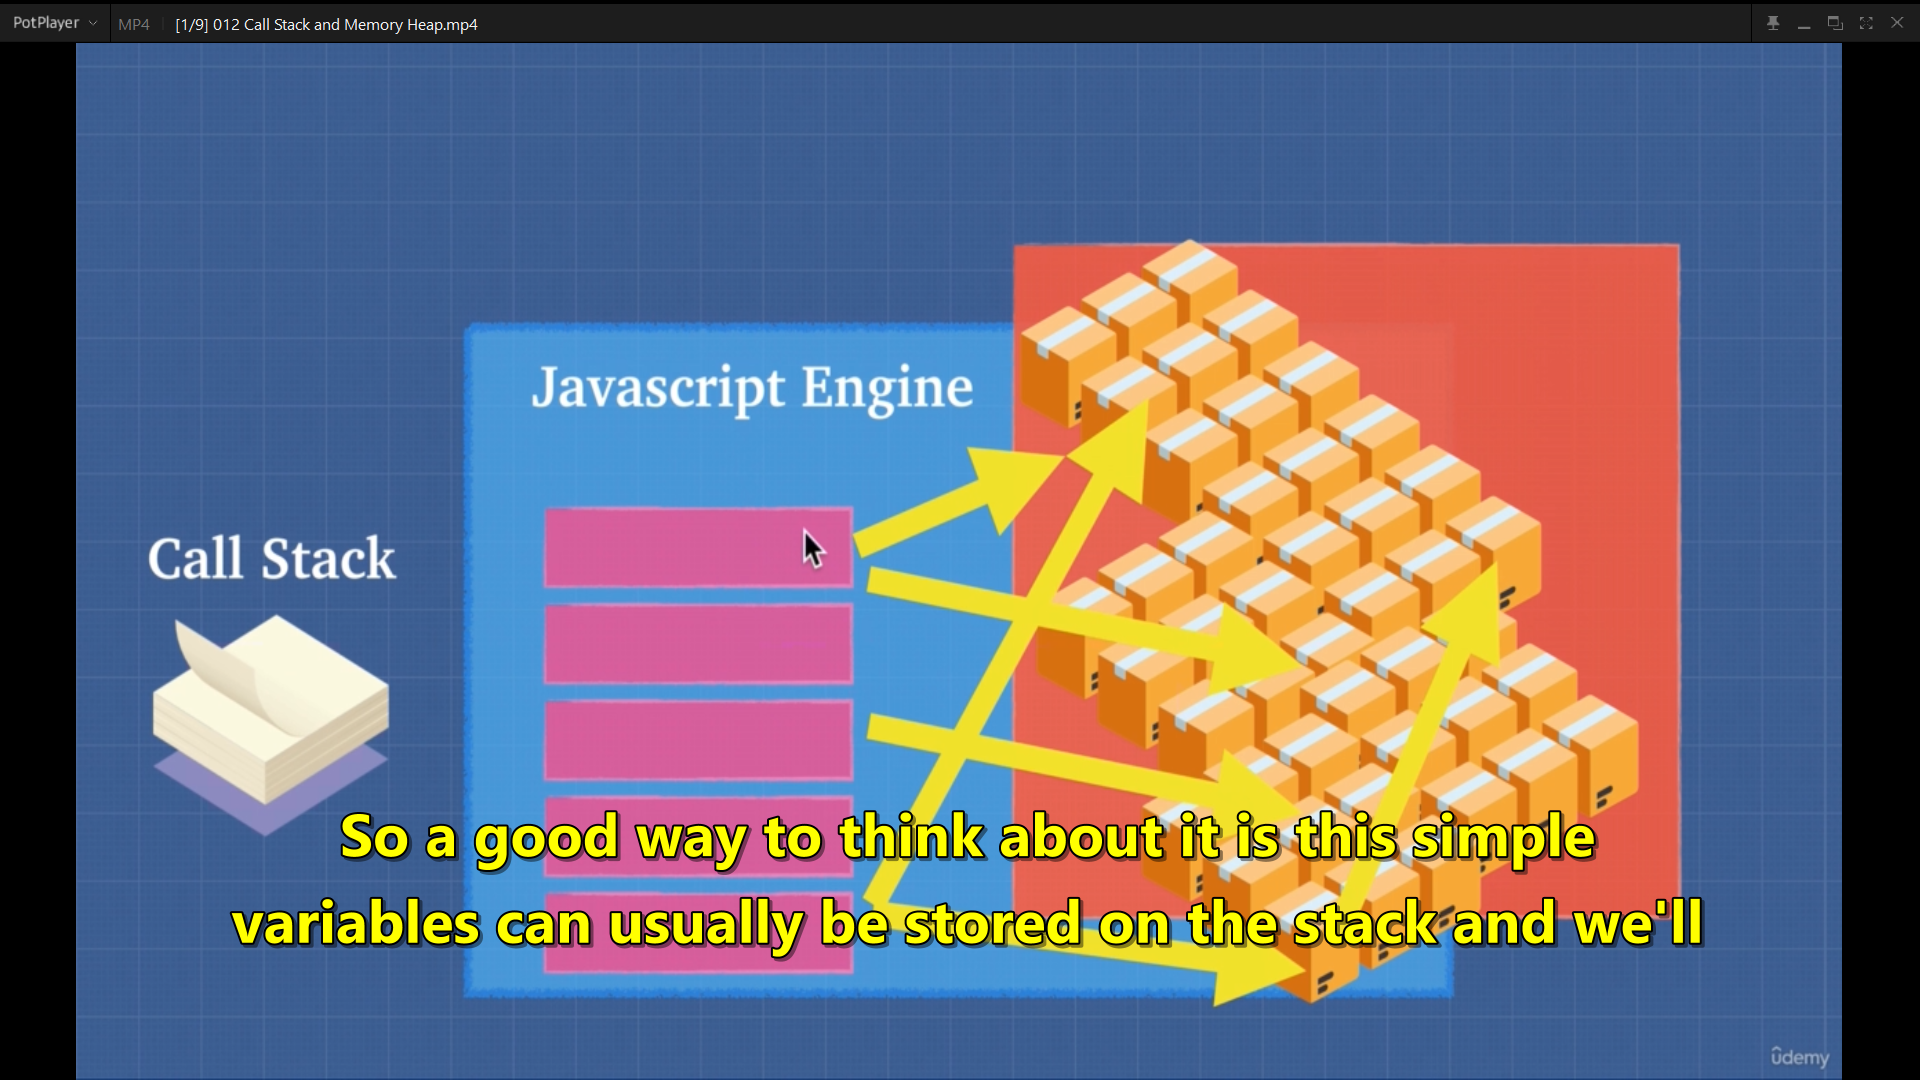 PotPlayer
MP4
[1/9] 012 Call Stack and Memory Heap.mp4
Javascript Engine
Call Stack
So a good way to think about it is this simple
variables can usually be stored on the stack and we'll
ûdemy